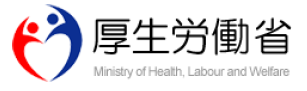 厚生労働省
Ministry of Health, Labour and Welfare